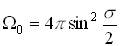 Ω₀ = 4π sin² σ/2